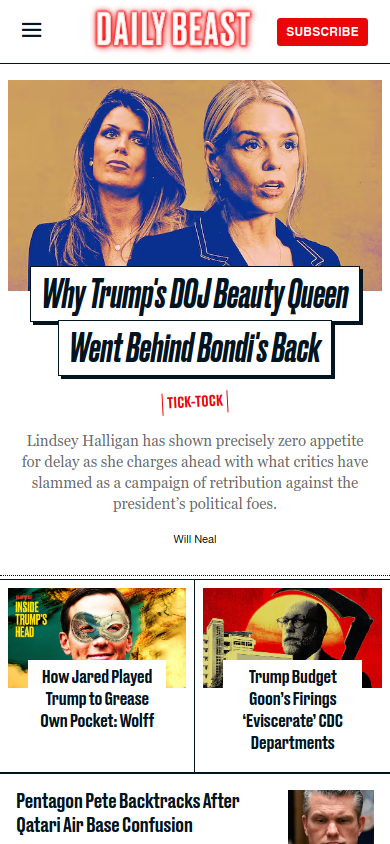 DAILY BEAST
SUBSCRIBE
Why Trump's DOJ Beauty Queen
Went Behind Bondi's Back
TICK-TOCK
Lindsey Halligan has shown precisely zero appetite
for delay as she charges ahead with what critics have
slammed as a campaign of retribution against the
president’s political foes.
Will Neal
INSIDE
TRUMP'S
HEAD
How Jared Played
Trump to Grease
Own Pocket: Wolff
Trump Budget
Goon’s Firings
‘Eviscerate’ CDC
Departments
Pentagon Pete Backtracks After
Qatari Air Base Confusion